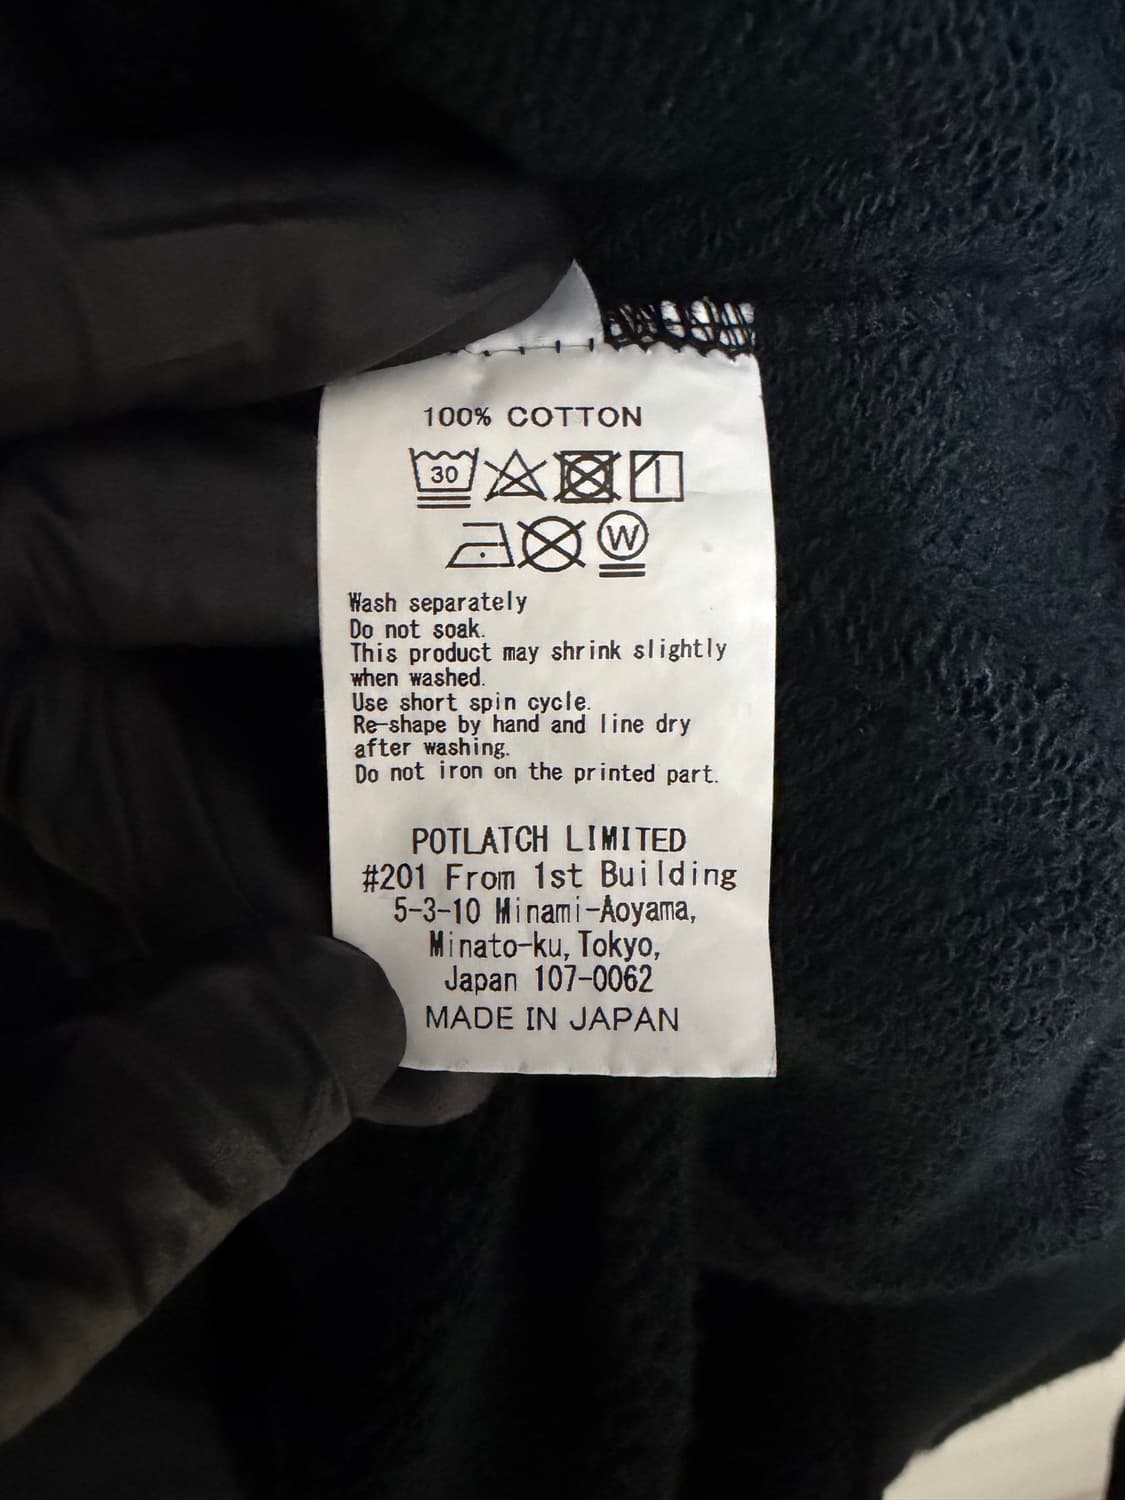 100% COTTON
30
W
Wash separately
Do not soak.
This product may shrink slightly
when washed.
Use short spin cycle.
Re-shape by hand and line dry
after washing.
Do not iron on the printed part.
POTLATCH LIMITED
#201 From 1st Building
5-3-10 Minami-Aoyama,
Minato-ku, Tokyo,
Japan 107-0062
MADE IN JAPAN